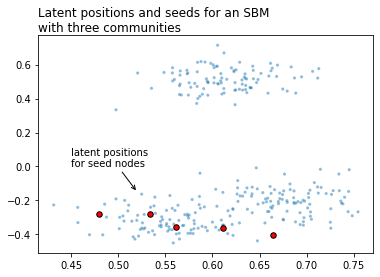 Latent positions and seeds for an SBM
with three communities
0.6
0.4
0.2
0.0
−0.2
−0.4
latent positions
for seed nodes
0.45 0.50 0.55 0.60 0.65 0.70 0.75